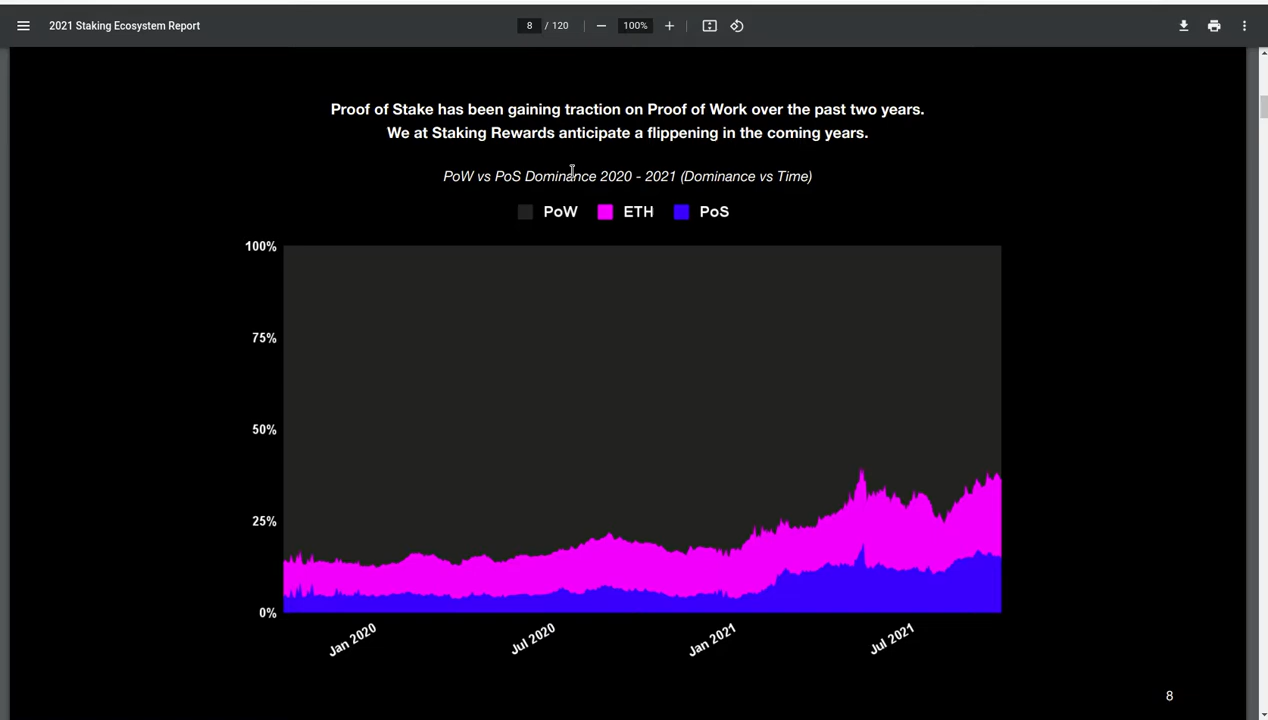 2021 Staking Ecosystem Report
8 / 120
100%
Proof of Stake has been gaining traction on Proof of Work over the past two years.
We at Staking Rewards anticipate a flippening in the coming years.
PoW vs PoS Dominance 2020 - 2021 (Dominance vs Time)
PoW ETH PoS
100%
75%
50%
25%
0%
Jan 2020 Jul 2020 Jan 2021 Jul 2021
8